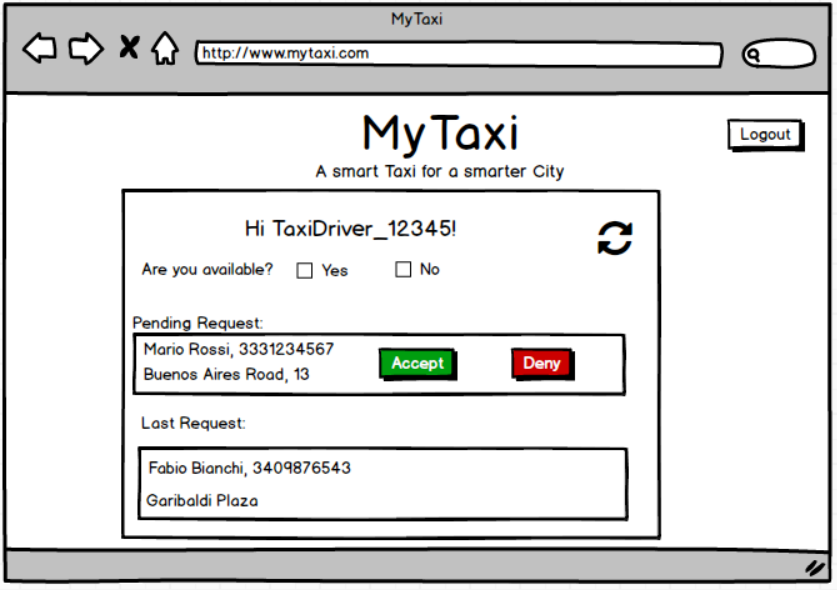 MyTaxi
http://www.mytaxi.com
MyTaxi
Logout
A smart Taxi for a smarter City
Hi TaxiDriver_12345!
Are you available? Yes No
Pending Request:
Mario Rossi, 3331234567
Buenos Aires Road, 13
Accept Deny
Last Request:
Fabio Bianchi, 3409876543
Garibaldi Plaza